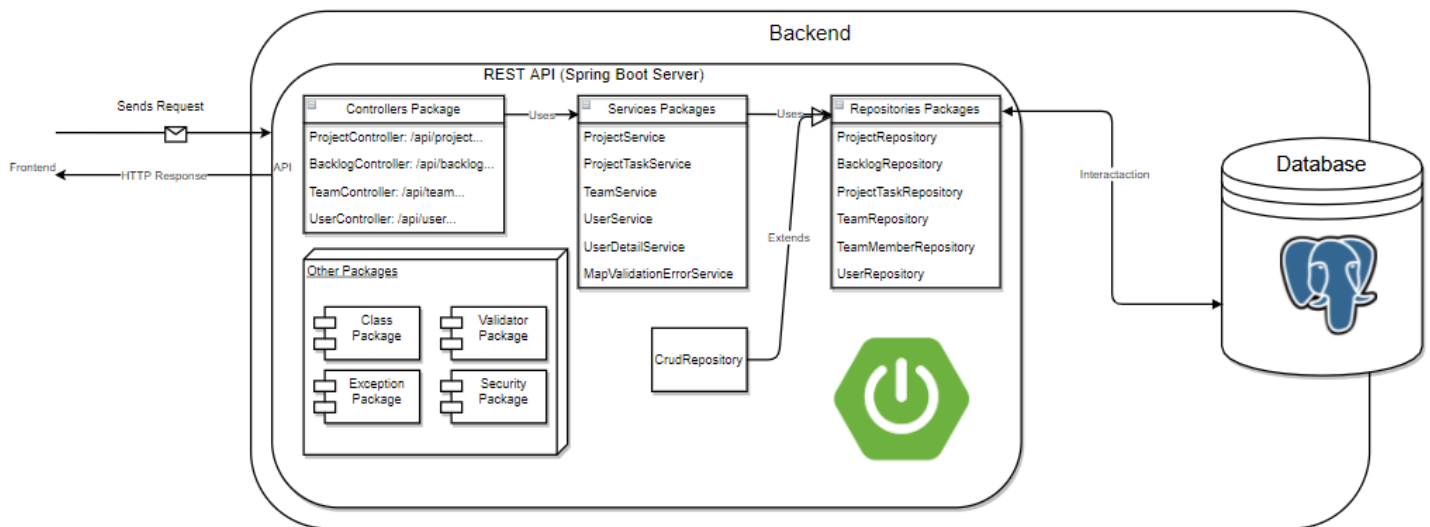 Backend
REST API (Spring Boot Server)
Sends Request
Frontend
HTTP Response
API
Controllers Package
ProjectController: /api/project...
BacklogController: /api/backlog...
TeamController: /api/team...
UserController: /api/user...
Uses
Services Packages
ProjectService
ProjectTaskService
TeamService
UserService
UserDetailService
MapValidationErrorService
Uses
Repositories Packages
ProjectRepository
BacklogRepository
ProjectTaskRepository
TeamRepository
TeamMemberRepository
UserRepository
Extends
CrudRepository
Other Packages
Class
Package
Validator
Package
Exception
Package
Security
Package
Interactaction
Database